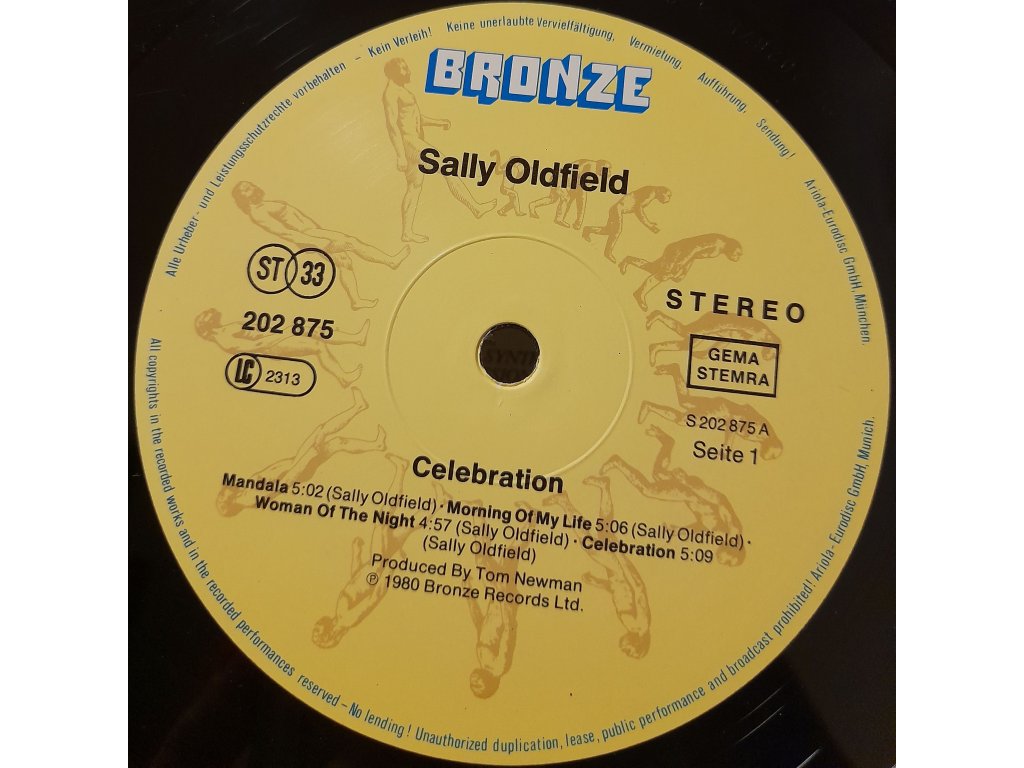 Alle Urheber- und Leistungsschutzrechte vorbehalten – Kein Verleih! Keine unerlaubte Vervielfältigung, Vermietung, Aufführung, Sendung!
BRONZE
Sally Oldfield
ST 33
202 875
LC 2313
STEREO
GEMA
STEMRA
S 202 875 A
Seite 1
Celebration
Mandala 5:02 (Sally Oldfield) · Morning Of My Life 5:06 (Sally Oldfield) ·
Woman Of The Night 4:57 (Sally Oldfield) · Celebration 5:09
(Sally Oldfield)
Produced By Tom Newman
℗ 1980 Bronze Records Ltd.
Ariola-Eurodisc GmbH, München.
All copyrights in the recorded works and in the recorded performances reserved – No lending! Unauthorized duplication, lease, public performance and broadcast prohibited! Ariola-Eurodisc GmbH, Munich.